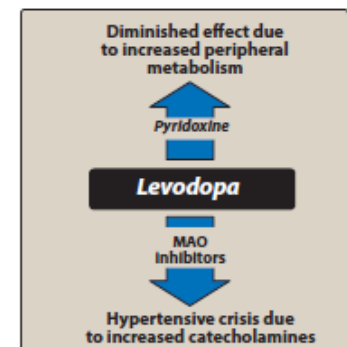 Diminished effect due
to increased peripheral
metabolism
Pyridoxine
Levodopa
MAO
inhibitors
Hypertensive crisis due
to increased catecholamines